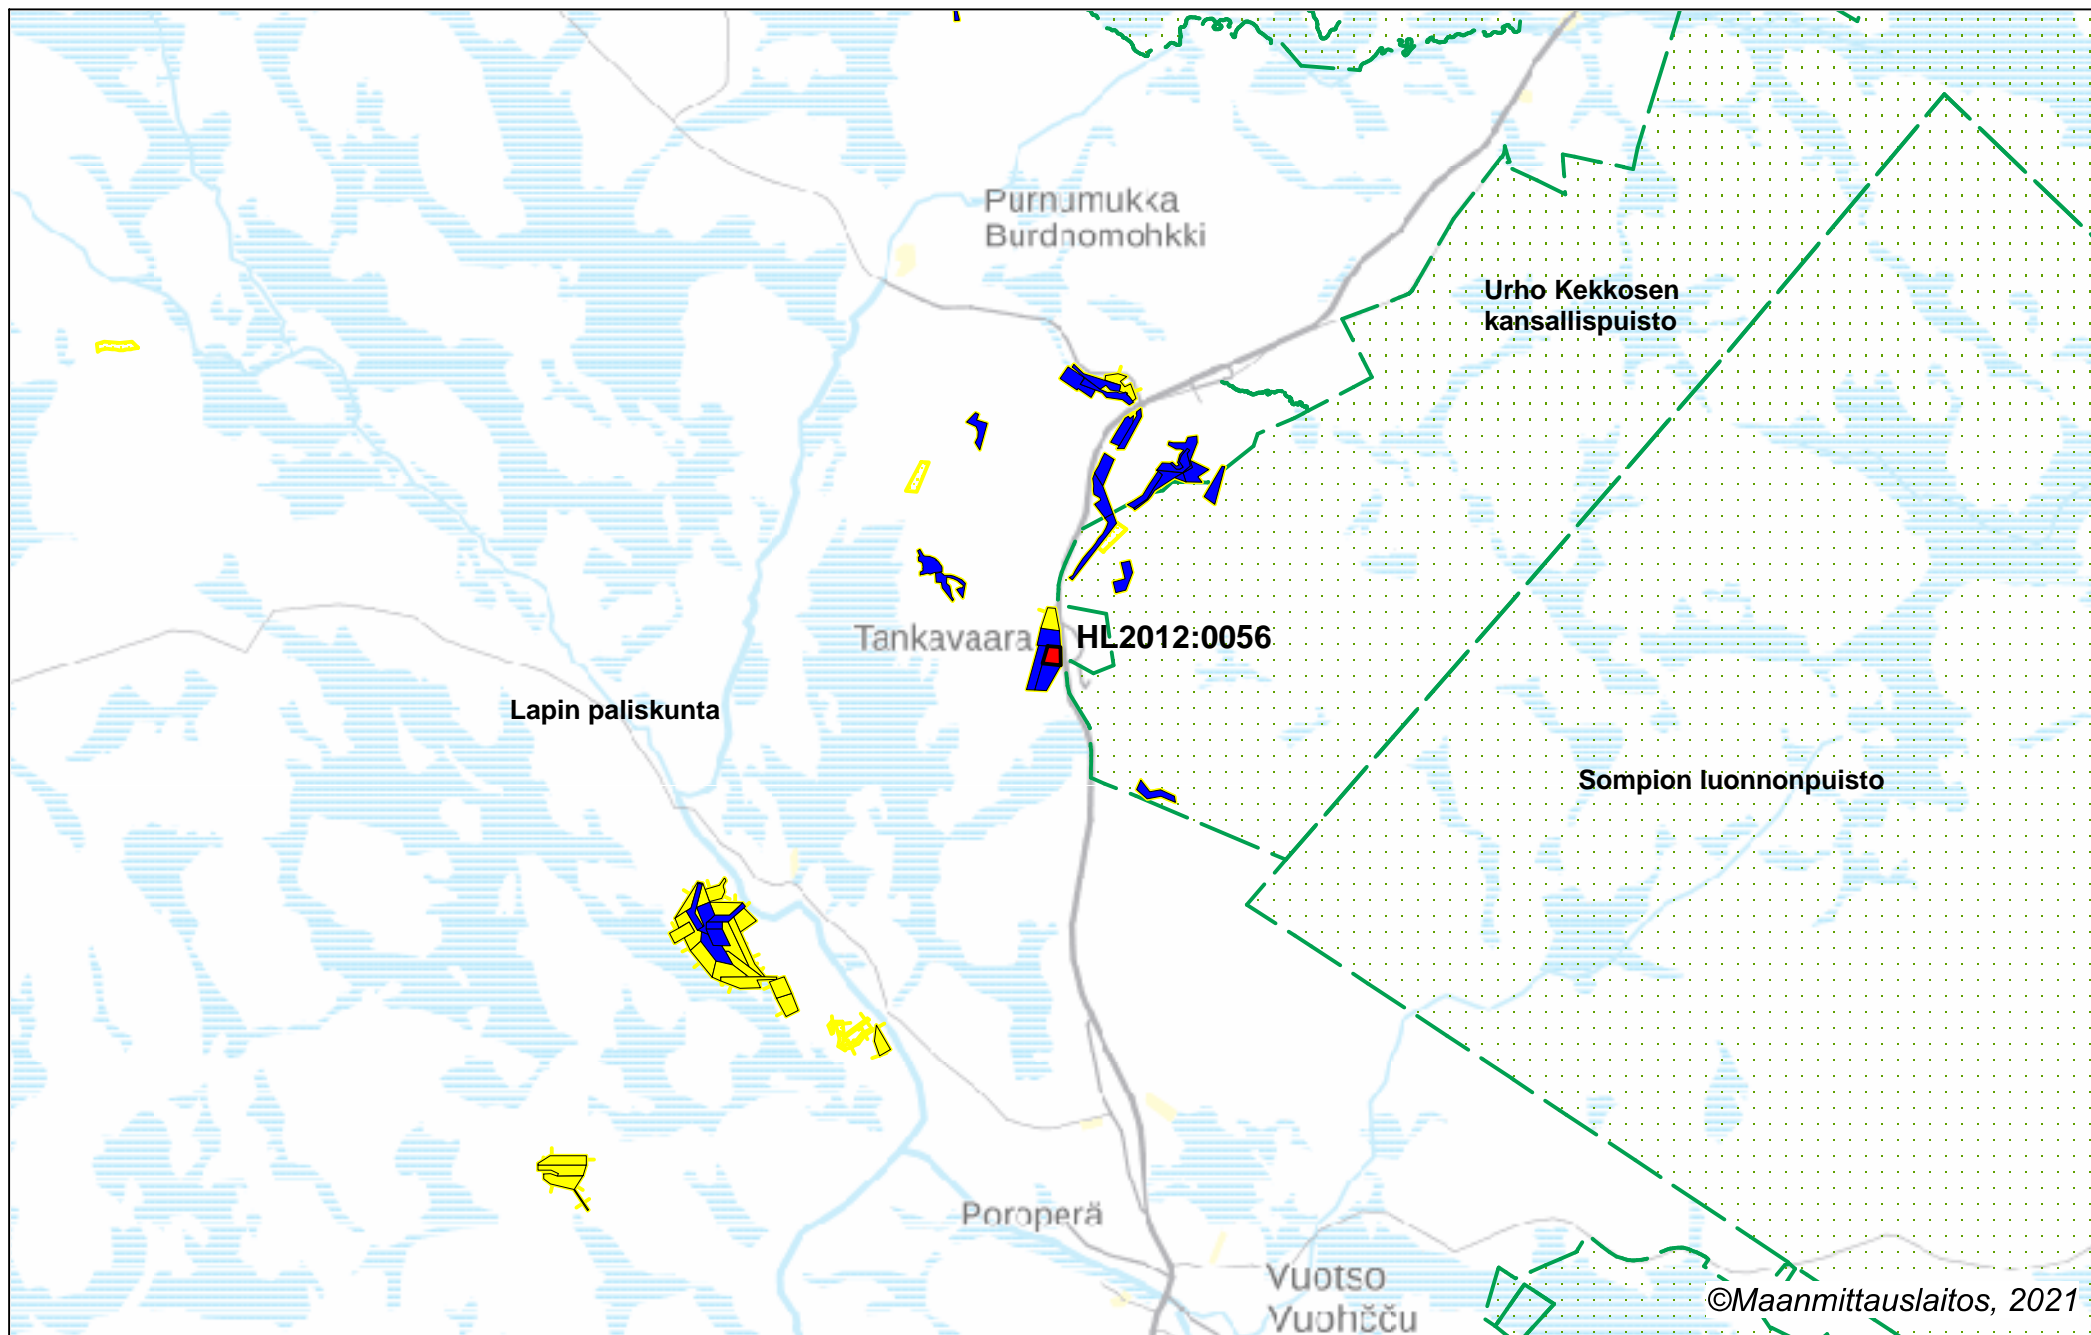 Purnumukka
Burdnomohkki
Urho Kekkosen
kansallispuisto
Tankavaara
HL2012:0056
Lapin paliskunta
Sompion luonnonpuisto
Poroperä
Vuotso
Vuohčču
©Maanmittauslaitos, 2021